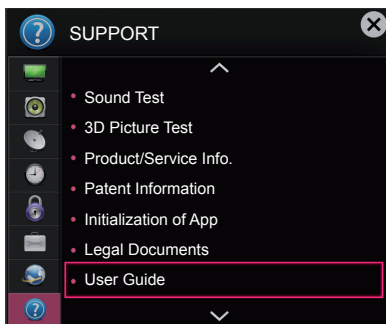 SUPPORT
Sound Test
3D Picture Test
Product/Service Info.
Patent Information
Initialization of App
Legal Documents
User Guide